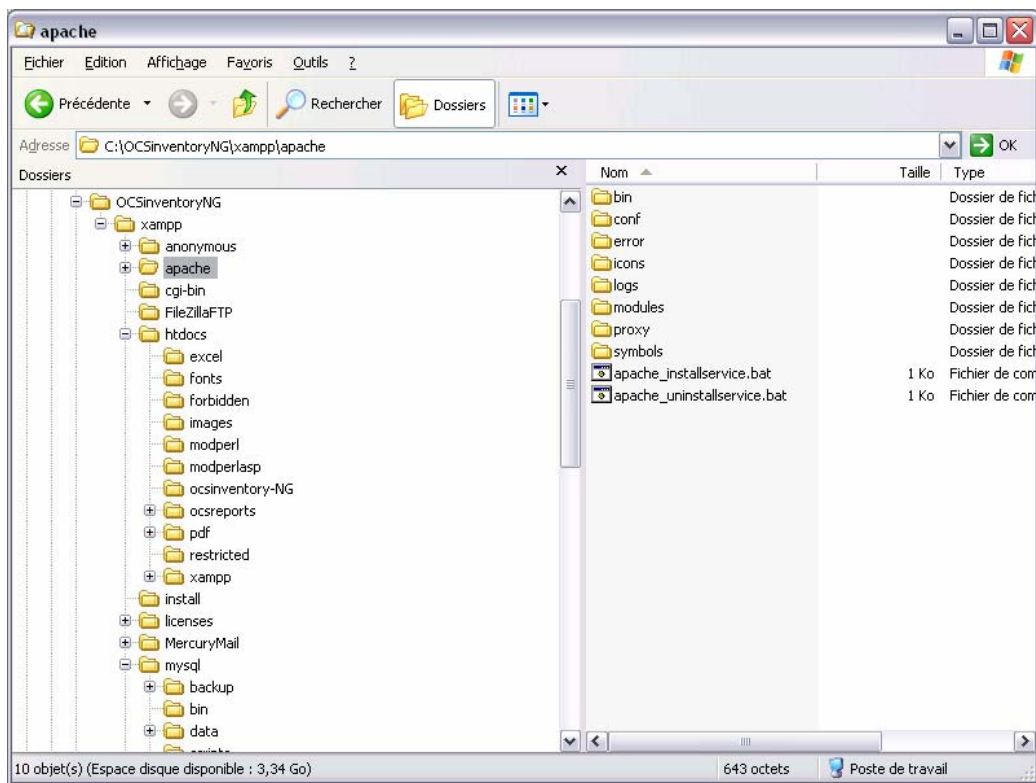 apache
Fichier Edition Affichage Favoris Outils ?
Précédente Rechercher Dossiers
Adresse C:\OCSinventoryNG\xampp\apache OK
Dossiers x Nom Taille Type
OCSinventoryNG
xampp
anonymous
apache
cgi-bin
FileZillaFTP
htdocs
excel
fonts
forbidden
images
modperl
modperlasp
ocsinventory-NG
ocsreports
pdf
restricted
xampp
install
licenses
MercuryMail
mysql
backup
bin
data
bin Dossier de fich
conf Dossier de fich
error Dossier de fich
icons Dossier de fich
logs Dossier de fich
modules Dossier de fich
proxy Dossier de fich
symbols Dossier de fich
apache_installservice.bat 1 Ko Fichier de com
apache_uninstallservice.bat 1 Ko Fichier de com
10 objet(s) (Espace disque disponible : 3,34 Go) 643 octets Poste de travail